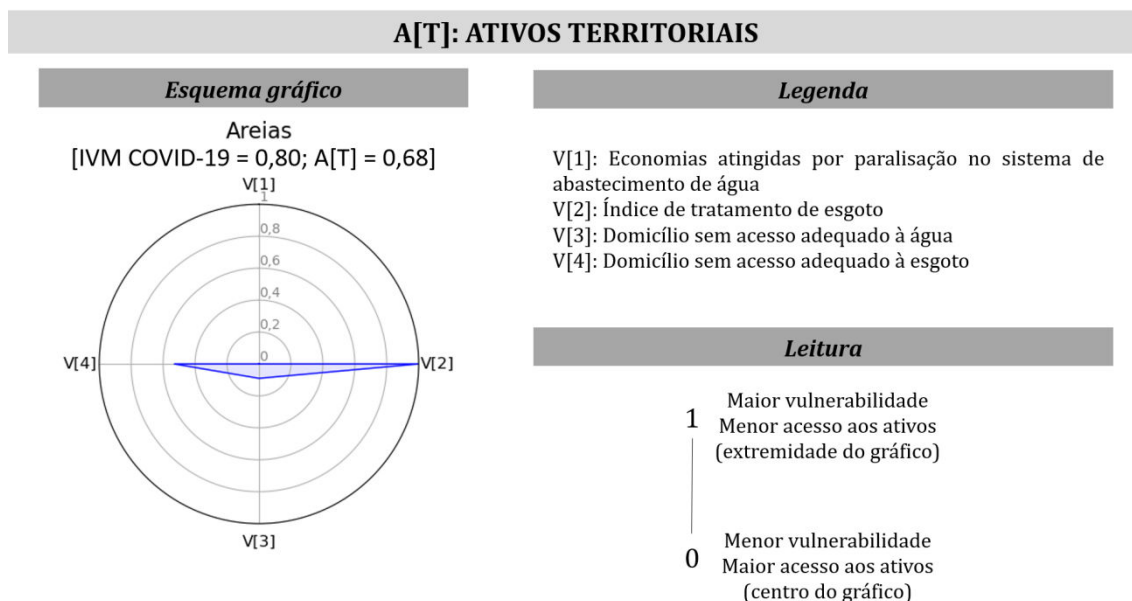 A[T]: ATIVOS TERRITORIAIS
Esquema gráfico
Areias
[IVM COVID-19 = 0,80; A[T] = 0,68]
V[1]
1
0,8
0,6
0,4
0,2
0
V[4]
V[2]
V[3]
Legenda
V[1]: Economias atingidas por paralisação no sistema de
abastecimento de água
V[2]: Índice de tratamento de esgoto
V[3]: Domicílio sem acesso adequado à água
V[4]: Domicílio sem acesso adequado à esgoto
Leitura
1
Maior vulnerabilidade
Menor acesso aos ativos
(extremidade do gráfico)
0
Menor vulnerabilidade
Maior acesso aos ativos
(centro do gráfico)